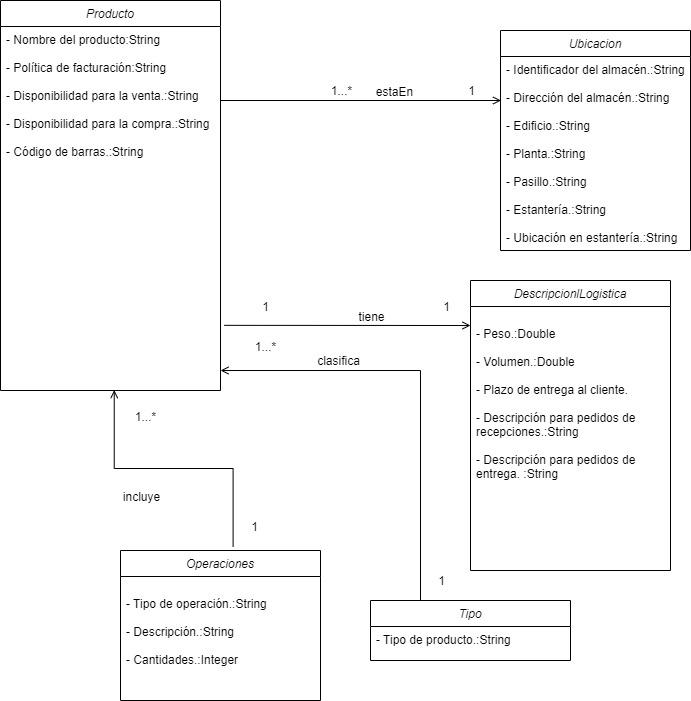 Producto
- Nombre del producto:String
- Política de facturación:String
- Disponibilidad para la venta.:String
- Disponibilidad para la compra.:String
- Código de barras.:String
1...*
estaEn
1
Ubicacion
- Identificador del almacén.:String
- Dirección del almacén.:String
- Edificio.:String
- Planta.:String
- Pasillo.:String
- Estantería.:String
- Ubicación en estantería.:String
1
tiene
1
DescripcionlLogistica
- Peso.:Double
- Volumen.:Double
- Plazo de entrega al cliente.
- Descripción para pedidos de
recepciones.:String
- Descripción para pedidos de
entrega. :String
1...*
clasifica
1
1...*
incluye
1
Operaciones
- Tipo de operación.:String
- Descripción.:String
- Cantidades.:Integer
Tipo
- Tipo de producto.:String